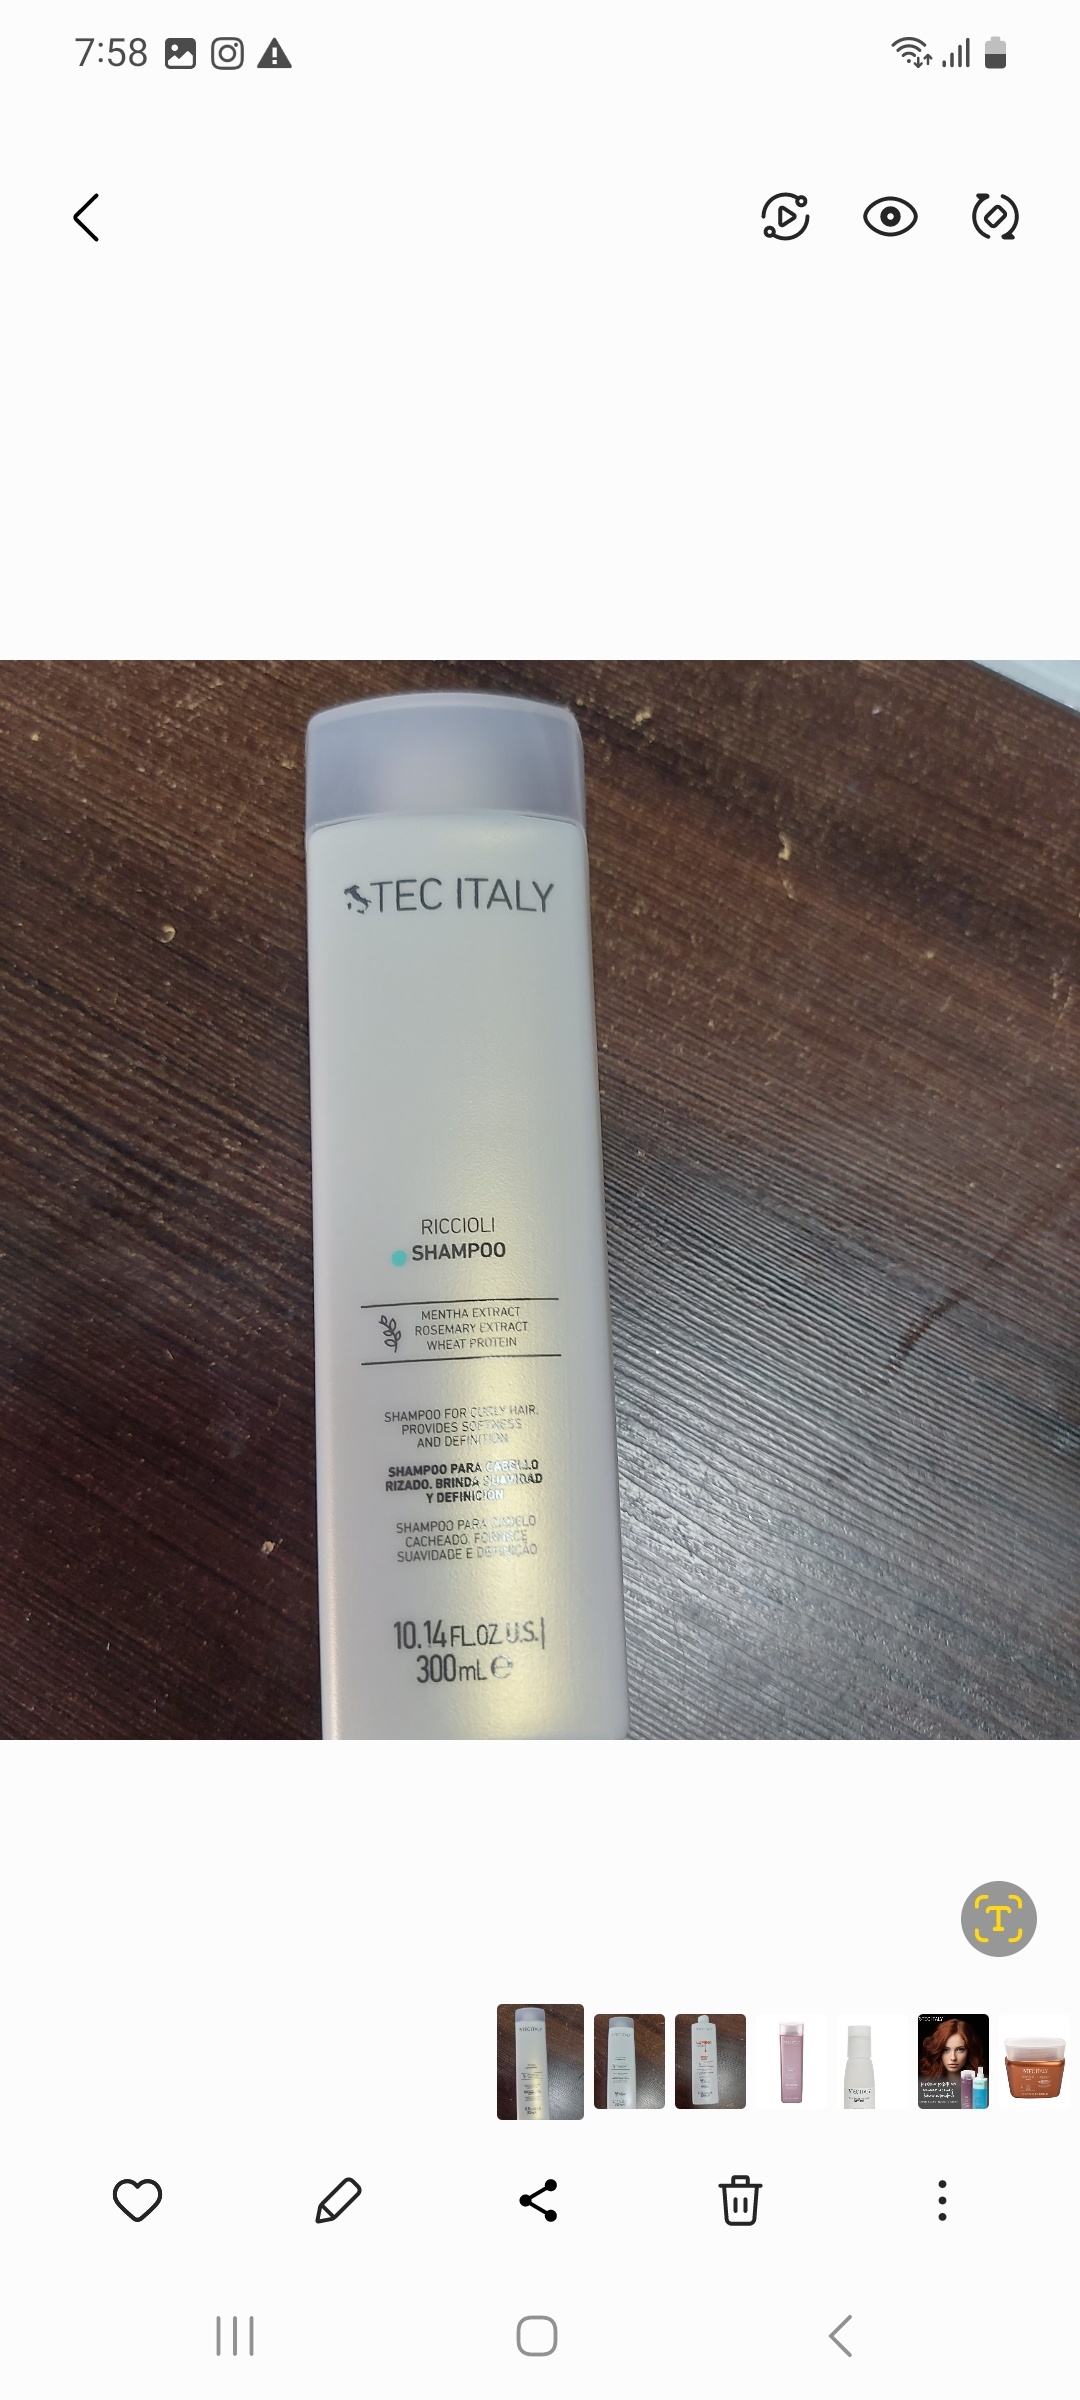 7:58
TEC ITALY
RICCIOLI
SHAMPOO
MENTHA EXTRACT
ROSEMARY EXTRACT
WHEAT PROTEIN
SHAMPOO FOR CURLY HAIR.
PROVIDES SOFTNESS
AND DEFINITION
SHAMPOO PARA CABELLO
RIZADO. BRINDA SUAVIDAD
Y DEFINICIÓN
SHAMPOO PARA CABELO
CACHEADO. FORNECE
SUAVIDADE E DEFINIÇÃO
10.14 FL.OZ U.S.|
300mL ℮
T